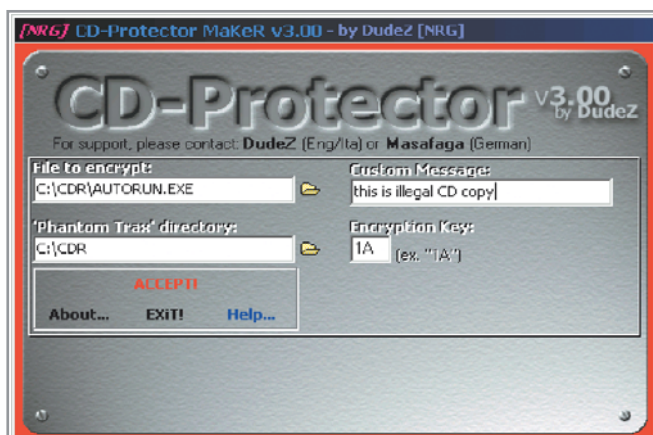 [NRG] CD-Protector MaKeR v3.00 - by DudeZ [NRG]
CD-Protector v3.00
by DudeZ
For support, please contact: DudeZ (Eng/Ita) or Masafaga (German)
File to encrypt:
C:\CDR\AUTORUN.EXE
Custom Message:
this is illegal CD copy
'Phantom Trax' directory:
C:\CDR
Encryption Key:
1A (ex. "1A")
ACCEPT!
About... EXiT! Help...